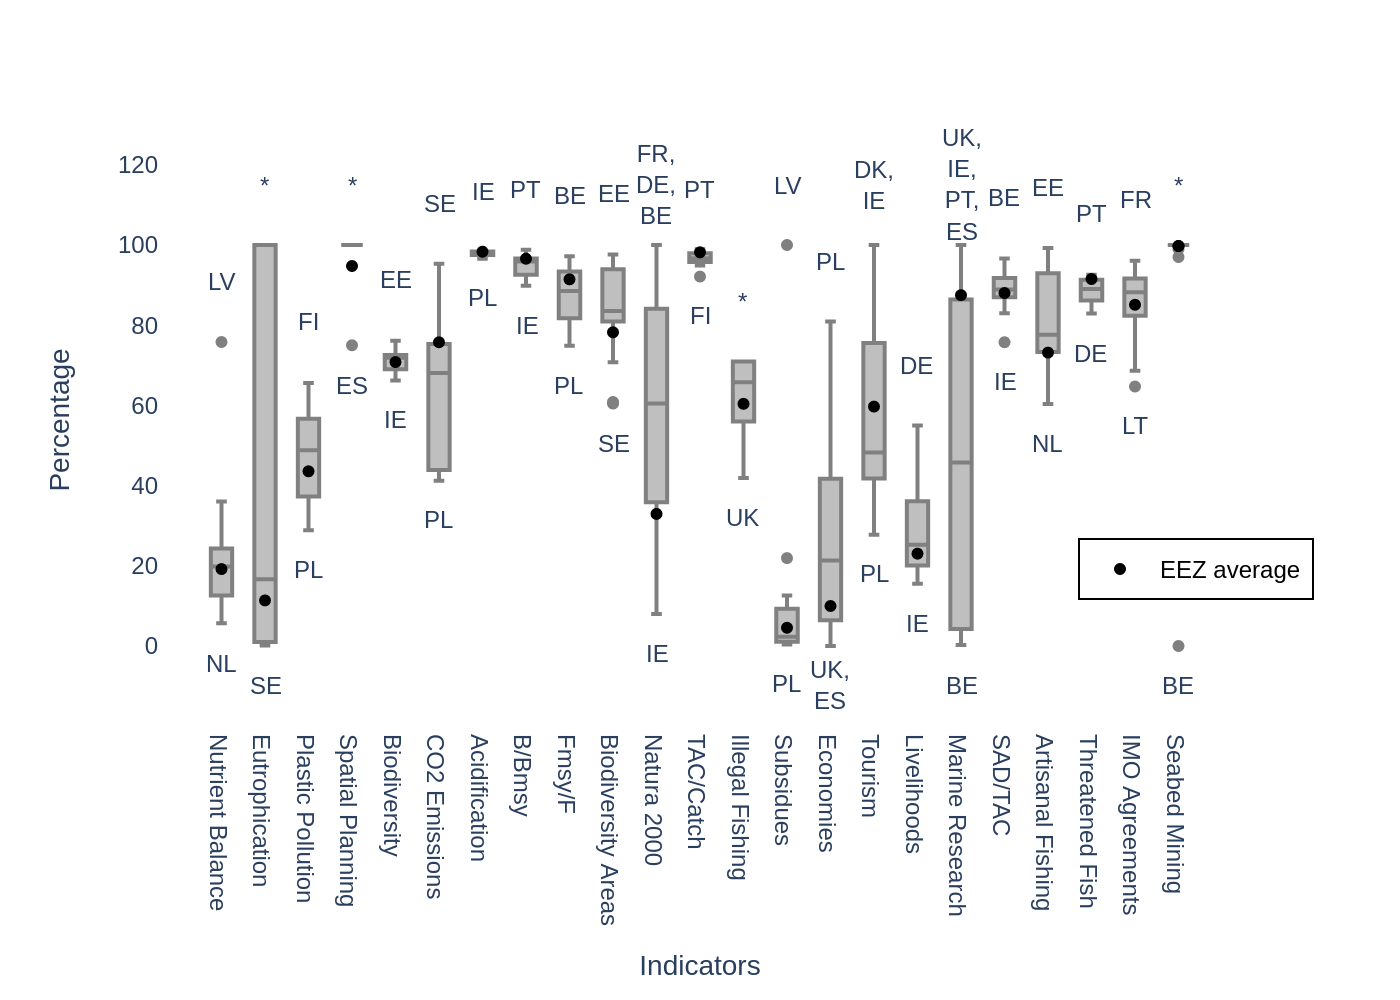 120
100
80
60
40
20
0
Percentage
LV
NL
*
SE
FI
PL
*
ES
EE
IE
SE
PL
IE
PL
PT
IE
BE
PL
EE
SE
FR,
DE,
BE
IE
PT
FI
*
UK
LV
PL
PL
UK,
ES
DK,
IE
PL
DE
IE
UK,
IE,
PT,
ES
BE
BE
IE
EE
NL
PT
DE
FR
LT
*
BE
EEZ average
Nutrient Balance
Eutrophication
Plastic Pollution
Spatial Planning
Biodiversity
CO2 Emissions
Acidification
B/Bmsy
Fmsy/F
Biodiversity Areas
Natura 2000
TAC/Catch
Illegal Fishing
Subsidues
Economies
Tourism
Livelihoods
Marine Research
SAD/TAC
Artisanal Fishing
Threatened Fish
IMO Agreements
Seabed Mining
Indicators